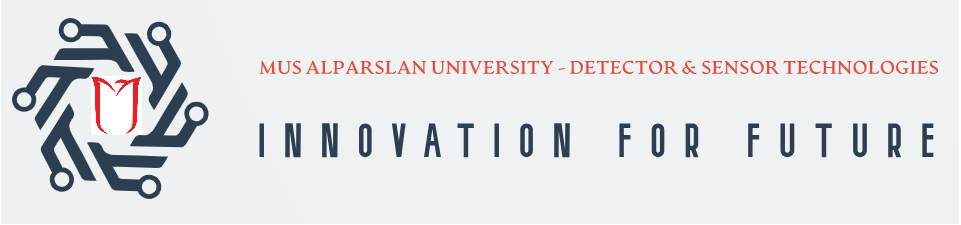 MUS ALPARSLAN UNIVERSITY - DETECTOR & SENSOR TECHNOLOGIES
INNOVATION FOR FUTURE